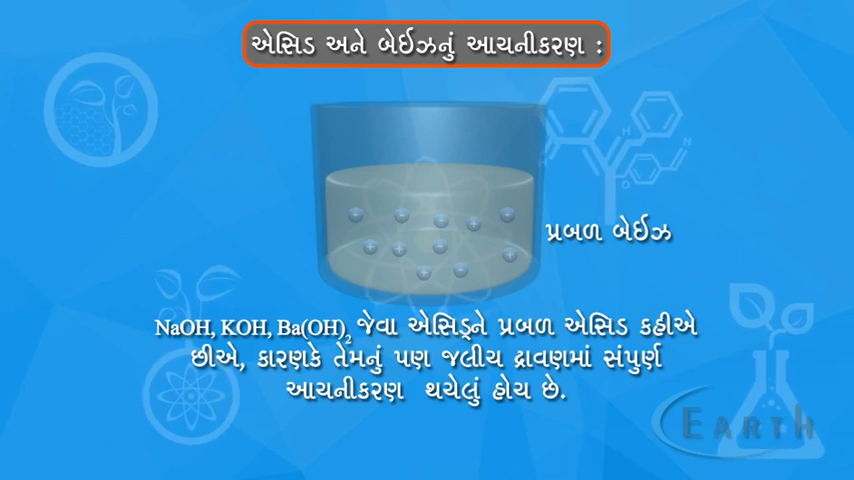 એસિડ અને બેઈઝનું આયનીકરણ :
H
N
O
પ્રબળ બેઈઝ
NaOH, KOH, Ba(OH)2 જેવા એસિડ્ને પ્રબળ એસિડ કહીએ
છીએ, કારણકે તેમનું પણ જલીય દ્રાવણમાં સંપુર્ણ
આયનીકરણ થયેલું હોય છે.
EARTH